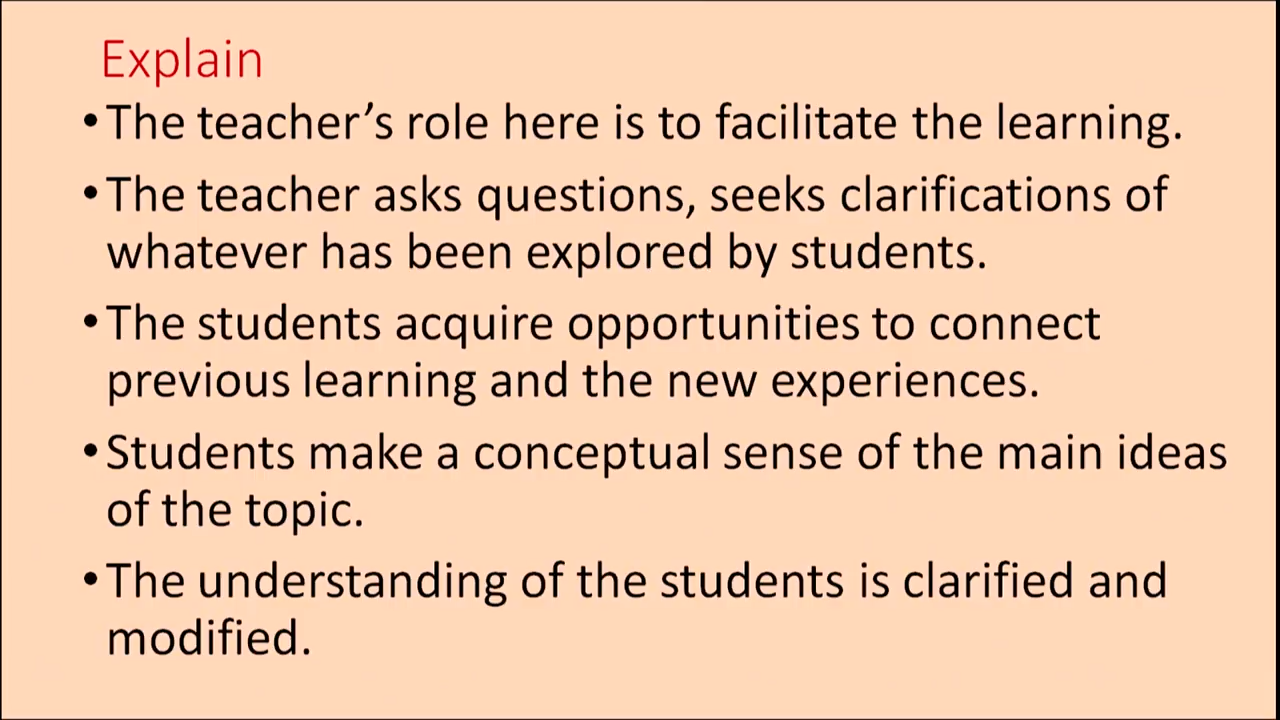 Explain
•The teacher’s role here is to facilitate the learning.
•The teacher asks questions, seeks clarifications of
whatever has been explored by students.
•The students acquire opportunities to connect
previous learning and the new experiences.
•Students make a conceptual sense of the main ideas
of the topic.
•The understanding of the students is clarified and
modified.